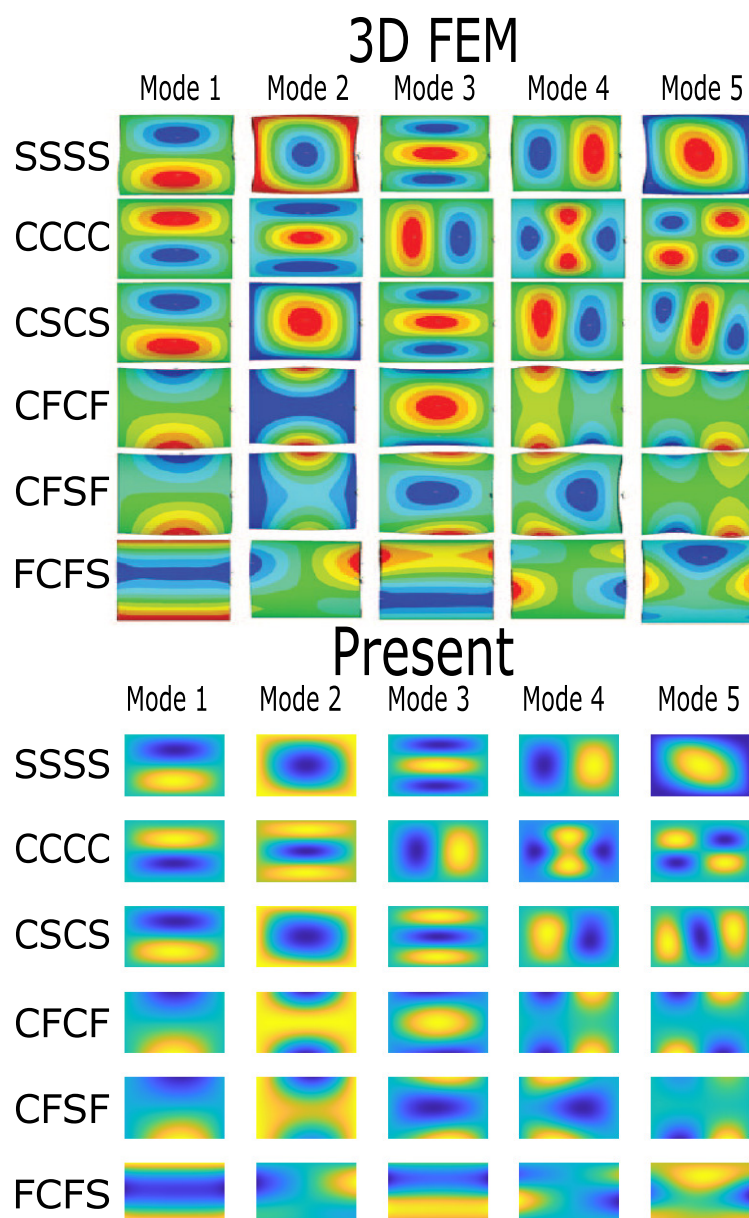 3D FEM
Mode 1 Mode 2 Mode 3 Mode 4 Mode 5
SSSS
CCCC
CSCS
CFCF
CFSF
FCFS
Present
Mode 1 Mode 2 Mode 3 Mode 4 Mode 5
SSSS
CCCC
CSCS
CFCF
CFSF
FCFS